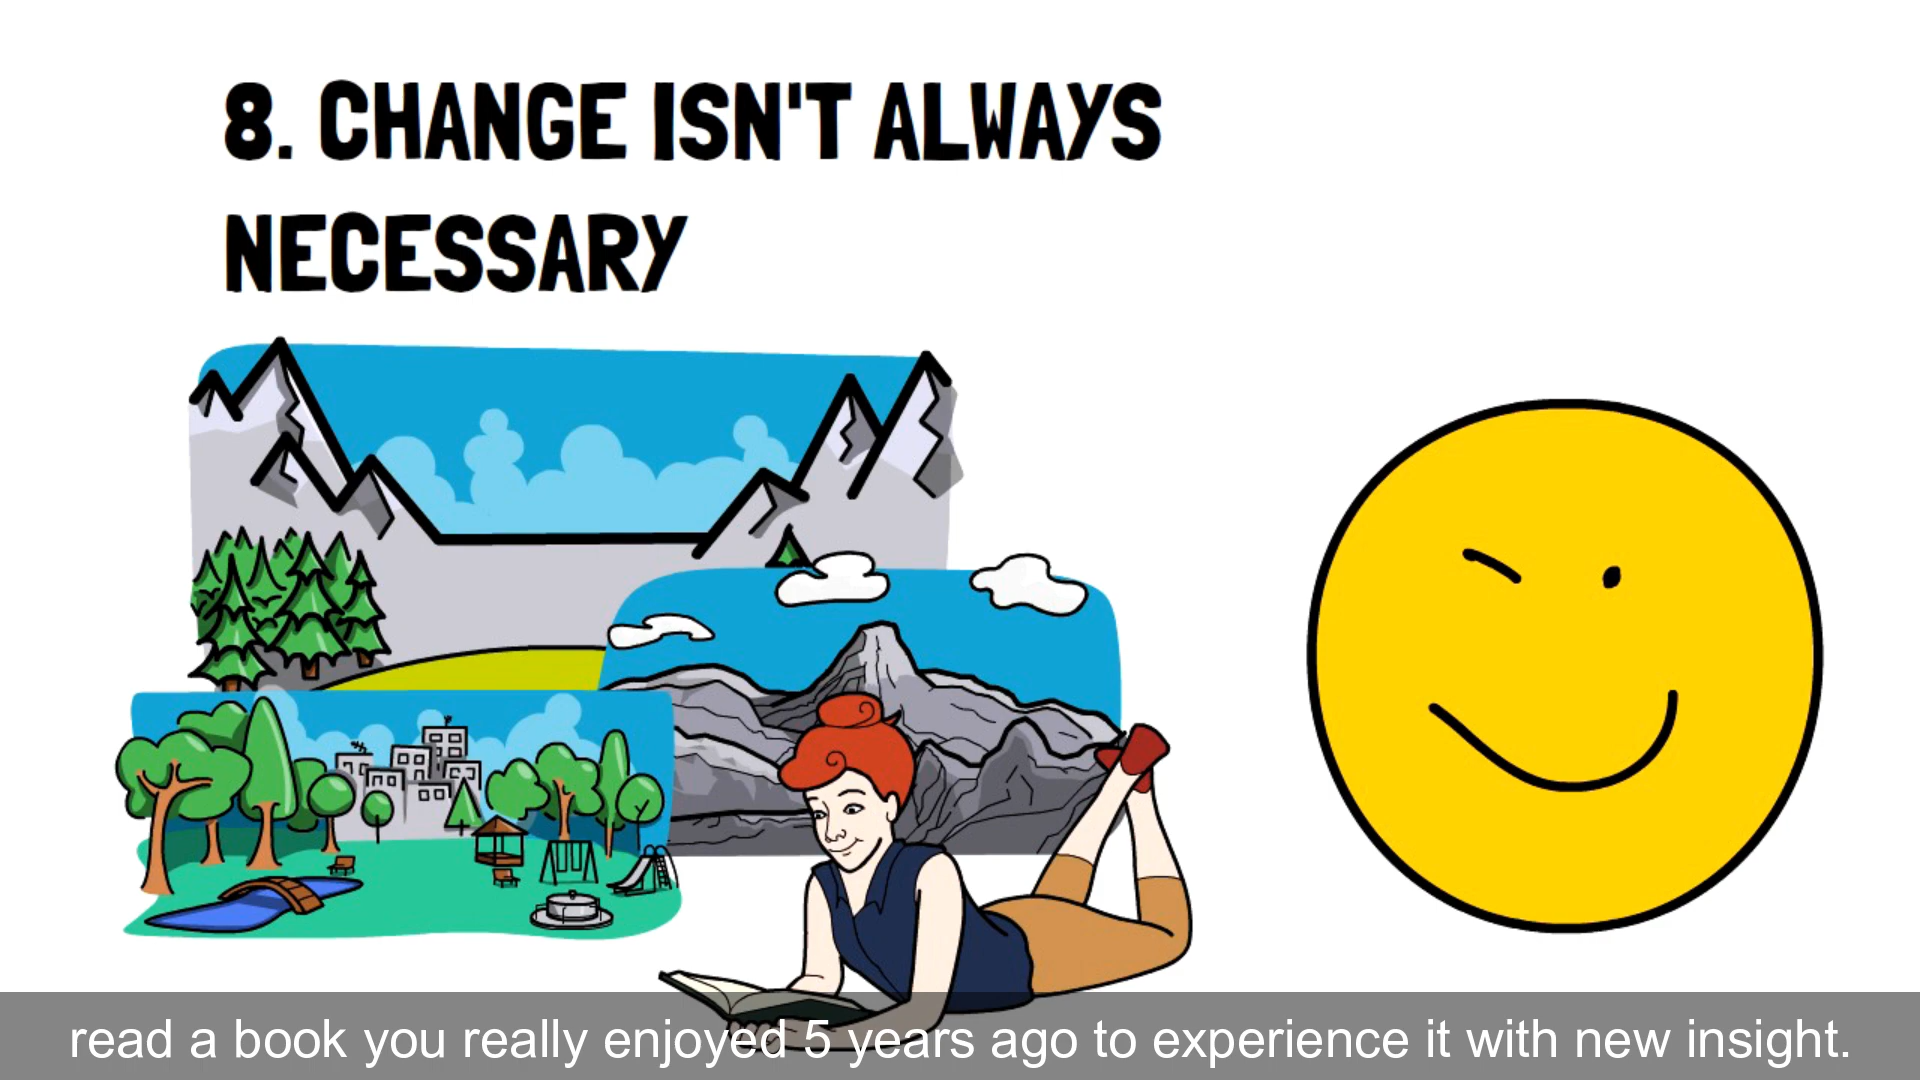 8. CHANGE ISN'T ALWAYS
NECESSARY
read a book you really enjoyed 5 years ago to experience it with new insight.